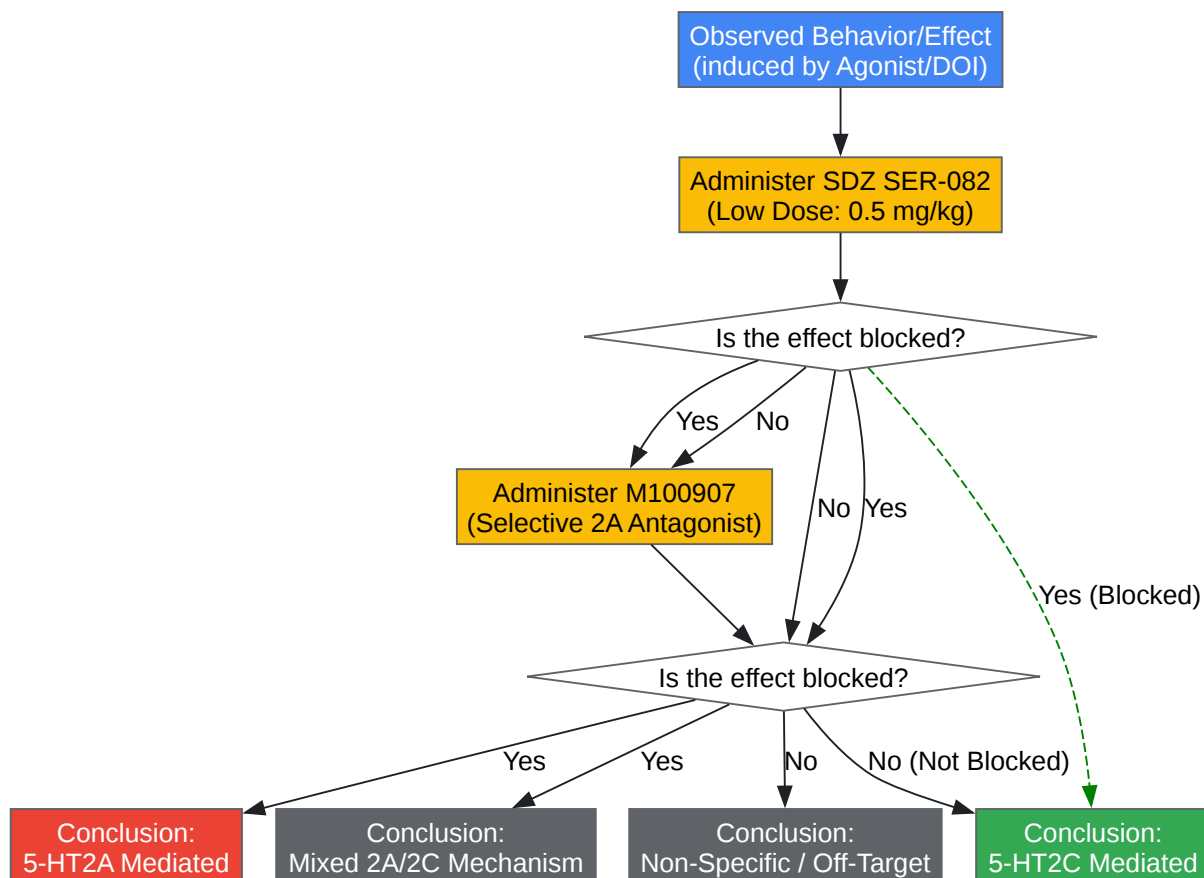 Observed Behavior/Effect
(induced by Agonist/DOI)
Administer SDZ SER-082
(Low Dose: 0.5 mg/kg)
Is the effect blocked?
Yes
No
Administer M100907
(Selective 2A Antagonist)
No
Yes
Yes (Blocked)
Is the effect blocked?
Yes
Yes
No
No (Not Blocked)
Conclusion:
5-HT2A Mediated
Conclusion:
Mixed 2A/2C Mechanism
Conclusion:
Non-Specific / Off-Target
Conclusion:
5-HT2C Mediated